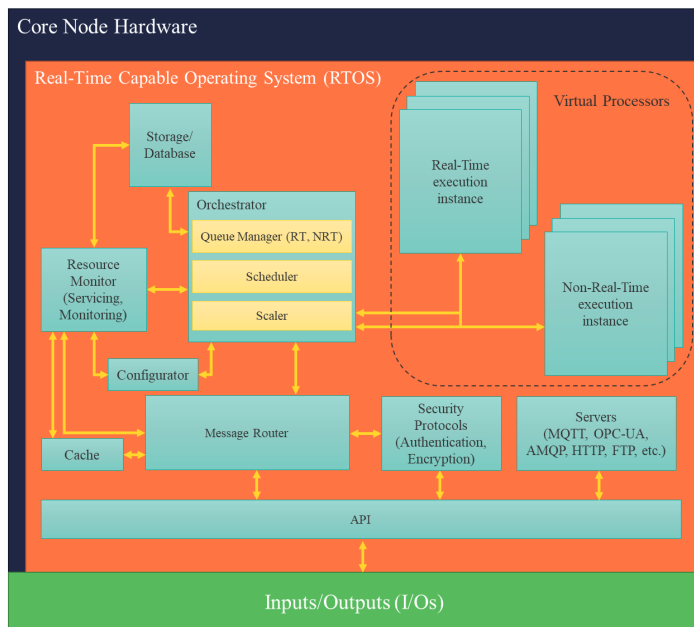 Core Node Hardware
Real-Time Capable Operating System (RTOS)
Virtual Processors
Storage/
Database
Real-Time
execution
instance
Orchestrator
Queue Manager (RT, NRT)
Scheduler
Scaler
Resource
Monitor
(Servicing,
Monitoring)
Non-Real-Time
execution
instance
Configurator
Message Router
Security
Protocols
(Authentication,
Encryption)
Servers
(MQTT, OPC-UA,
AMQP, HTTP, FTP, etc.)
Cache
API
Inputs/Outputs (I/Os)